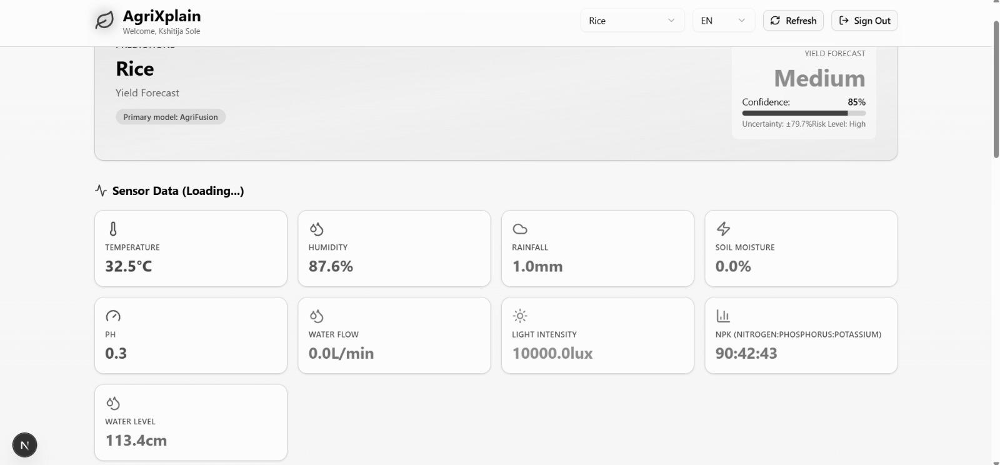 AgriXplain
Welcome, Kshitija Sole
Rice
EN
Refresh
Sign Out
PREDICTIONS
Rice
Yield Forecast
Primary model: AgriFusion
YIELD FORECAST
Medium
Confidence: 85%
Uncertainty: ±79.7%Risk Level: High
Sensor Data (Loading...)
TEMPERATURE
32.5°C
HUMIDITY
87.6%
RAINFALL
1.0mm
SOIL MOISTURE
0.0%
PH
0.3
WATER FLOW
0.0L/min
LIGHT INTENSITY
10000.0lux
NPK (NITROGEN:PHOSPHORUS:POTASSIUM)
90:42:43
WATER LEVEL
113.4cm
N